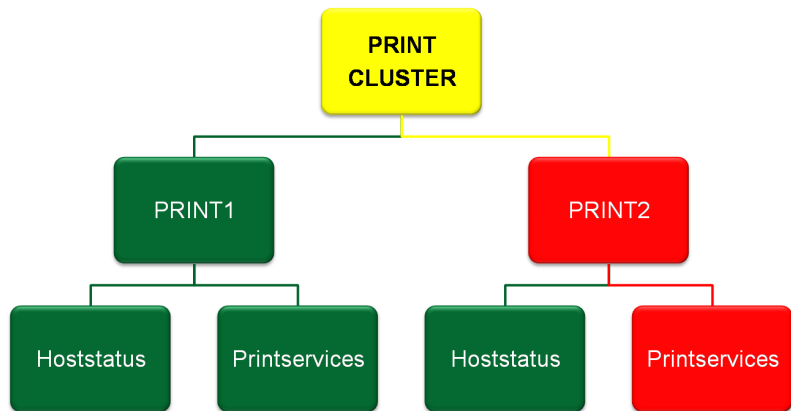 PRINT
CLUSTER
PRINT1
PRINT2
Hoststatus
Printservices
Hoststatus
Printservices